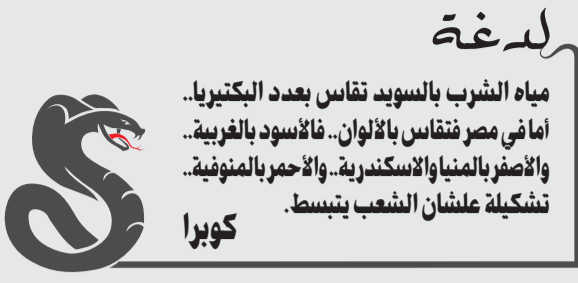 لدغة
مياه الشرب بالسويد تقاس بعدد البكتيريا..
أما في مصر فتقاس بالألوان.. فالأسود بالغربية..
والأصفر بالمنيا والاسكندرية.. والأحمر بالمنوفية..
تشكيلة علشان الشعب يتبسط.
كوبرا